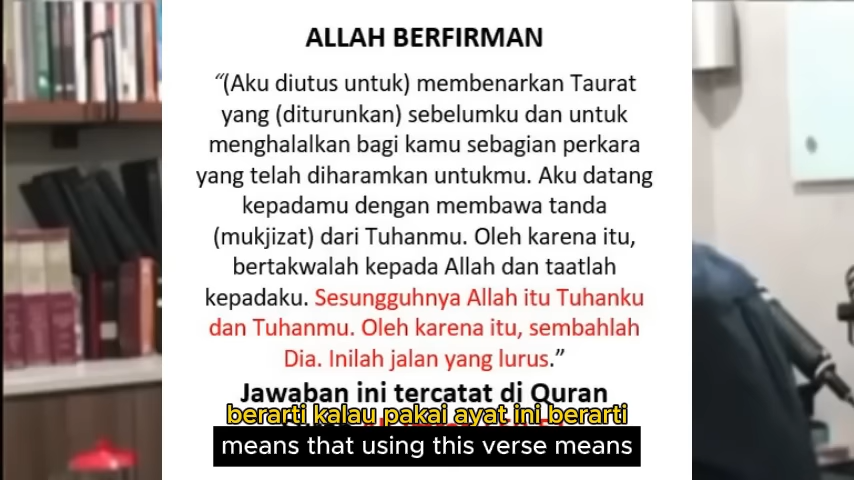 ALLAH BERFIRMAN
“(Aku diutus untuk) membenarkan Taurat
yang (diturunkan) sebelumku dan untuk
menghalalkan bagi kamu sebagian perkara
yang telah diharamkan untukmu. Aku datang
kepadamu dengan membawa tanda
(mukjizat) dari Tuhanmu. Oleh karena itu,
bertakwalah kepada Allah dan taatlah
kepadaku. Sesungguhnya Allah itu Tuhanku
dan Tuhanmu. Oleh karena itu, sembahlah
Dia. Inilah jalan yang lurus.”
Jawaban ini tercatat di Quran
berarti kalau pakai ayat ini berarti
means that using this verse means